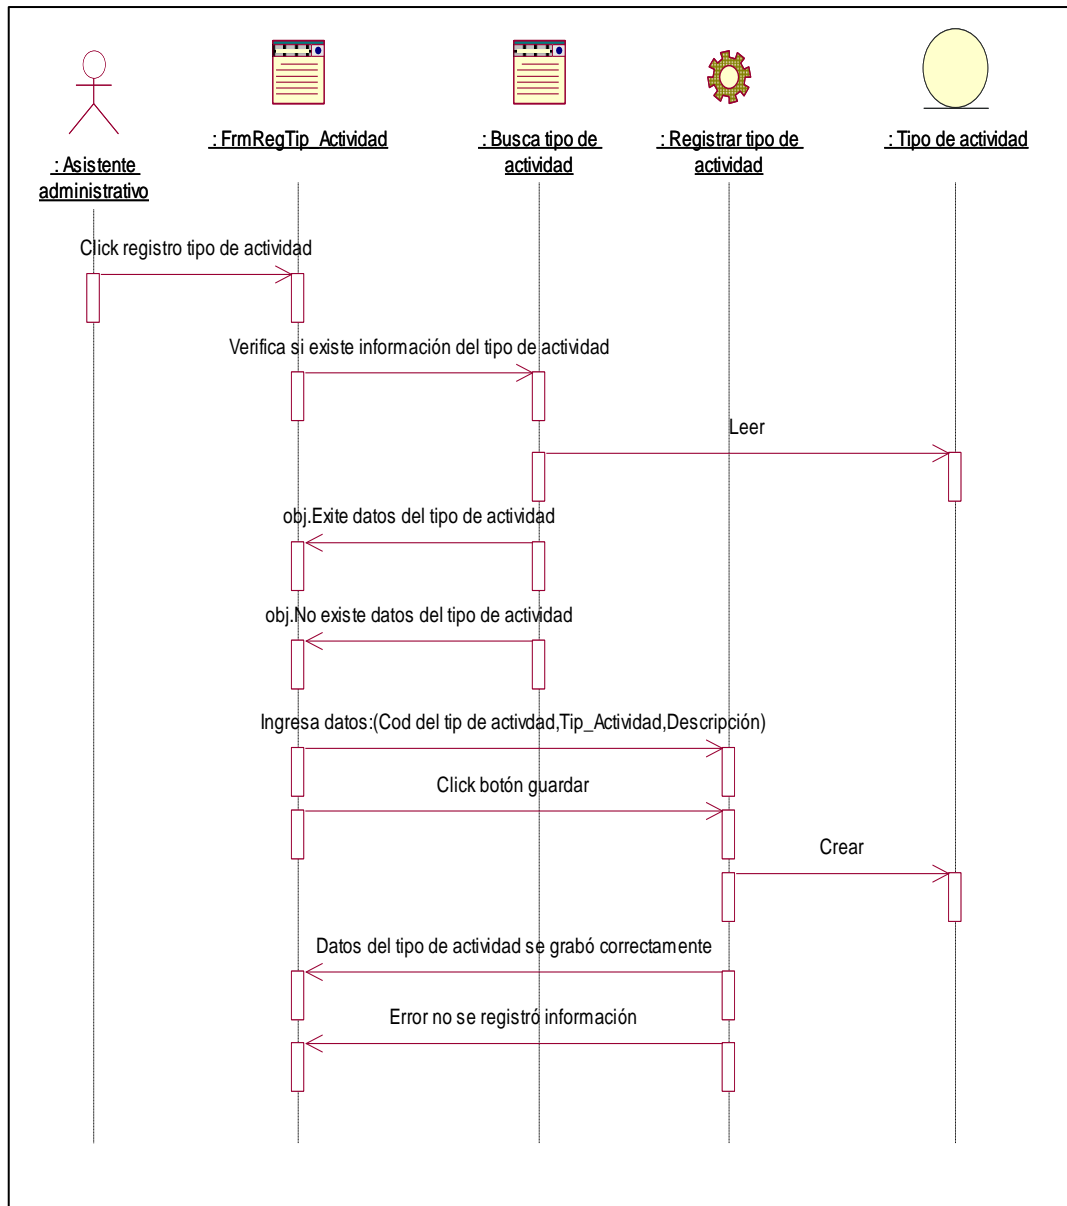 : FrmRegTip_Actividad
: Busca tipo de
actividad
: Registrar tipo de
actividad
: Tipo de actividad
: Asistente
administrativo
Click registro tipo de actividad
Verifica si existe información del tipo de actividad
Leer
obj.Exite datos del tipo de actividad
obj.No existe datos del tipo de actividad
Ingresa datos:(Cod del tip de activdad,Tip_Actividad,Descripción)
Click botón guardar
Crear
Datos del tipo de actividad se grabó correctamente
Error no se registró información